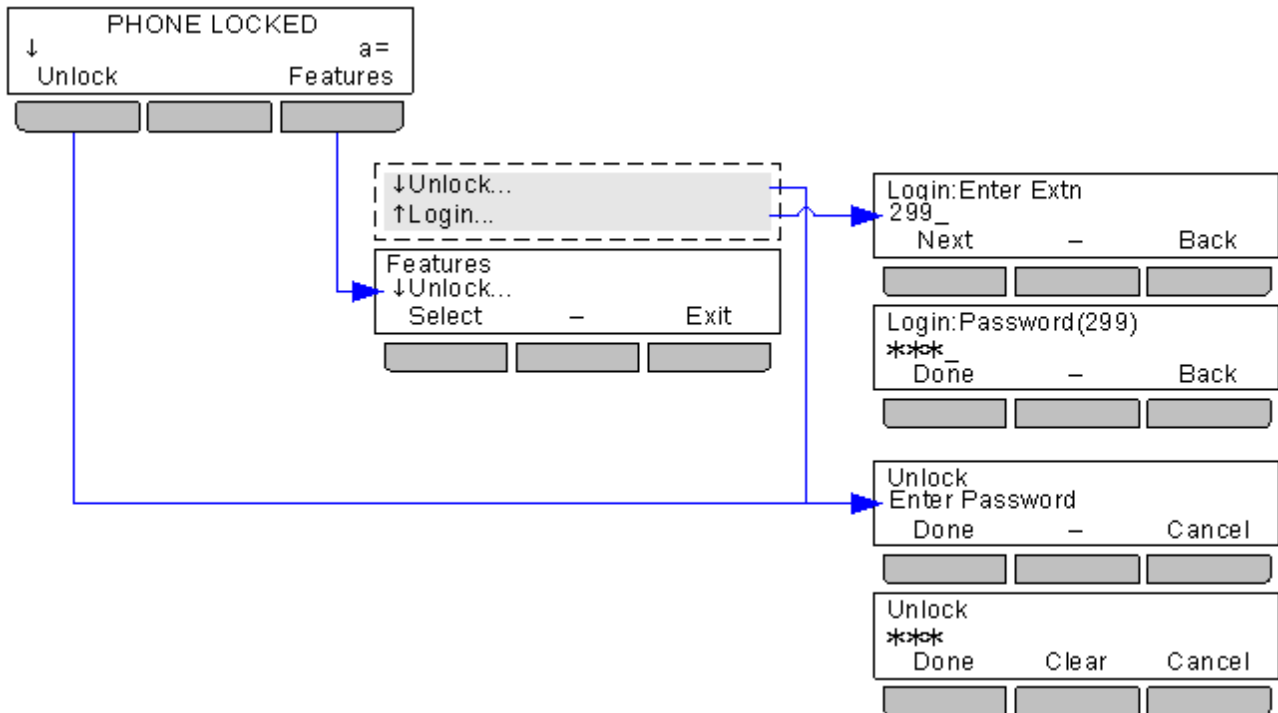 PHONE LOCKED
↓ a=
Unlock Features
↓Unlock...
↑Login...
Features
↓Unlock...
Select – Exit
Login:Enter Extn
299_
Next – Back
Login:Password(299)
***_
Done – Back
Unlock
Enter Password
Done – Cancel
Unlock
***
Done Clear Cancel